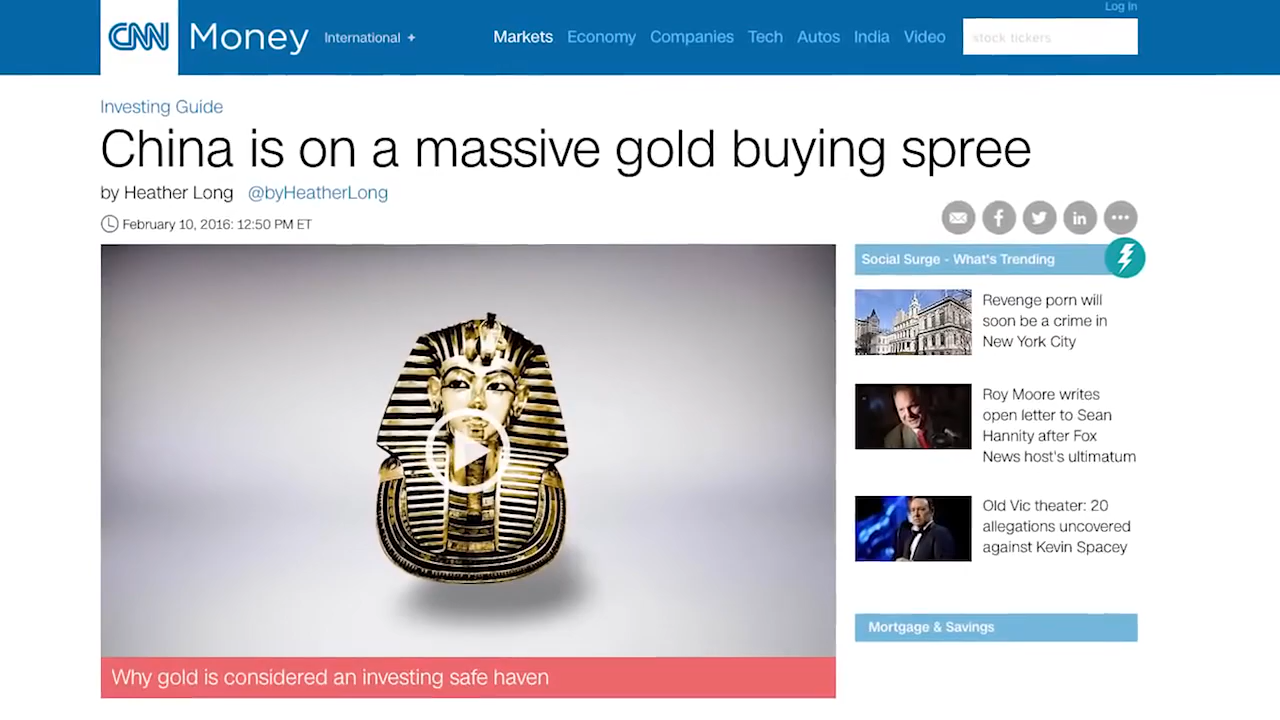 Log In
CNN Money International + Markets Economy Companies Tech Autos India Video stock tickers
Investing Guide
China is on a massive gold buying spree
by Heather Long @byHeatherLong
February 10, 2016: 12:50 PM ET
Why gold is considered an investing safe haven
Social Surge - What's Trending
Revenge porn will
soon be a crime in
New York City
Roy Moore writes
open letter to Sean
Hannity after Fox
News host's ultimatum
Old Vic theater: 20
allegations uncovered
against Kevin Spacey
Mortgage & Savings